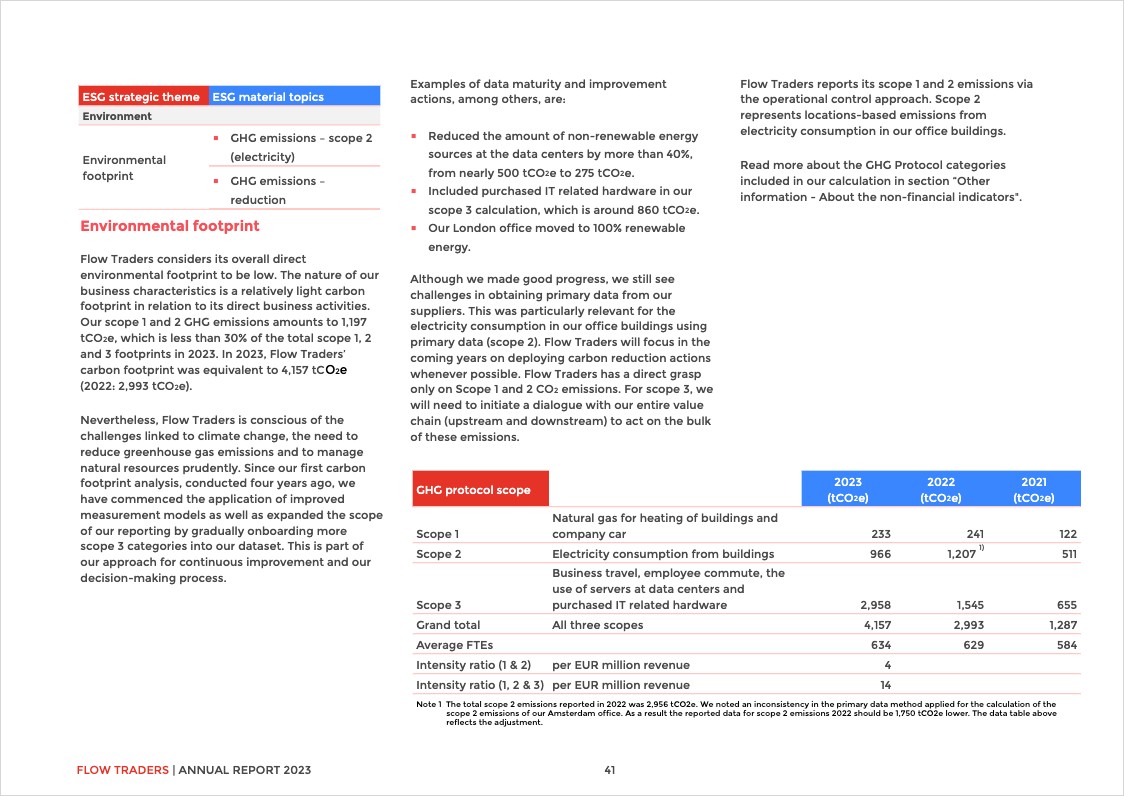 ESG strategic theme ESG material topics
Environment
Environmental
footprint
▪ GHG emissions – scope 2
(electricity)
▪ GHG emissions –
reduction
Environmental footprint
Flow Traders considers its overall direct
environmental footprint to be low. The nature of our
business characteristics is a relatively light carbon
footprint in relation to its direct business activities.
Our scope 1 and 2 GHG emissions amounts to 1,197
tCO₂e, which is less than 30% of the total scope 1, 2
and 3 footprints in 2023. In 2023, Flow Traders’
carbon footprint was equivalent to 4,157 tCO₂e
(2022: 2,993 tCO₂e).
Nevertheless, Flow Traders is conscious of the
challenges linked to climate change, the need to
reduce greenhouse gas emissions and to manage
natural resources prudently. Since our first carbon
footprint analysis, conducted four years ago, we
have commenced the application of improved
measurement models as well as expanded the scope
of our reporting by gradually onboarding more
scope 3 categories into our dataset. This is part of
our approach for continuous improvement and our
decision-making process.
Examples of data maturity and improvement
actions, among others, are:
▪ Reduced the amount of non-renewable energy
sources at the data centers by more than 40%,
from nearly 500 tCO₂e to 275 tCO₂e.
▪ Included purchased IT related hardware in our
scope 3 calculation, which is around 860 tCO₂e.
▪ Our London office moved to 100% renewable
energy.
Although we made good progress, we still see
challenges in obtaining primary data from our
suppliers. This was particularly relevant for the
electricity consumption in our office buildings using
primary data (scope 2). Flow Traders will focus in the
coming years on deploying carbon reduction actions
whenever possible. Flow Traders has a direct grasp
only on Scope 1 and 2 CO₂ emissions. For scope 3, we
will need to initiate a dialogue with our entire value
chain (upstream and downstream) to act on the bulk
of these emissions.
Flow Traders reports its scope 1 and 2 emissions via
the operational control approach. Scope 2
represents locations-based emissions from
electricity consumption in our office buildings.
Read more about the GHG Protocol categories
included in our calculation in section "Other
information - About the non-financial indicators".
GHG protocol scope 2023 2022 2021
(tCO₂e) (tCO₂e) (tCO₂e)
Natural gas for heating of buildings and
Scope 1 company car 233 241 122
Scope 2 Electricity consumption from buildings 966 1,207 ¹⁾ 511
Business travel, employee commute, the
use of servers at data centers and
Scope 3 purchased IT related hardware 2,958 1,545 655
Grand total All three scopes 4,157 2,993 1,287
Average FTEs 634 629 584
Intensity ratio (1 & 2) per EUR million revenue 4
Intensity ratio (1, 2 & 3) per EUR million revenue 14
Note 1 The total scope 2 emissions reported in 2022 was 2,956 tCO2e. We noted an inconsistency in the primary data method applied for the calculation of the
scope 2 emissions of our Amsterdam office. As a result the reported data for scope 2 emissions 2022 should be 1,750 tCO2e lower. The data table above
reflects the adjustment.
FLOW TRADERS | ANNUAL REPORT 2023 41